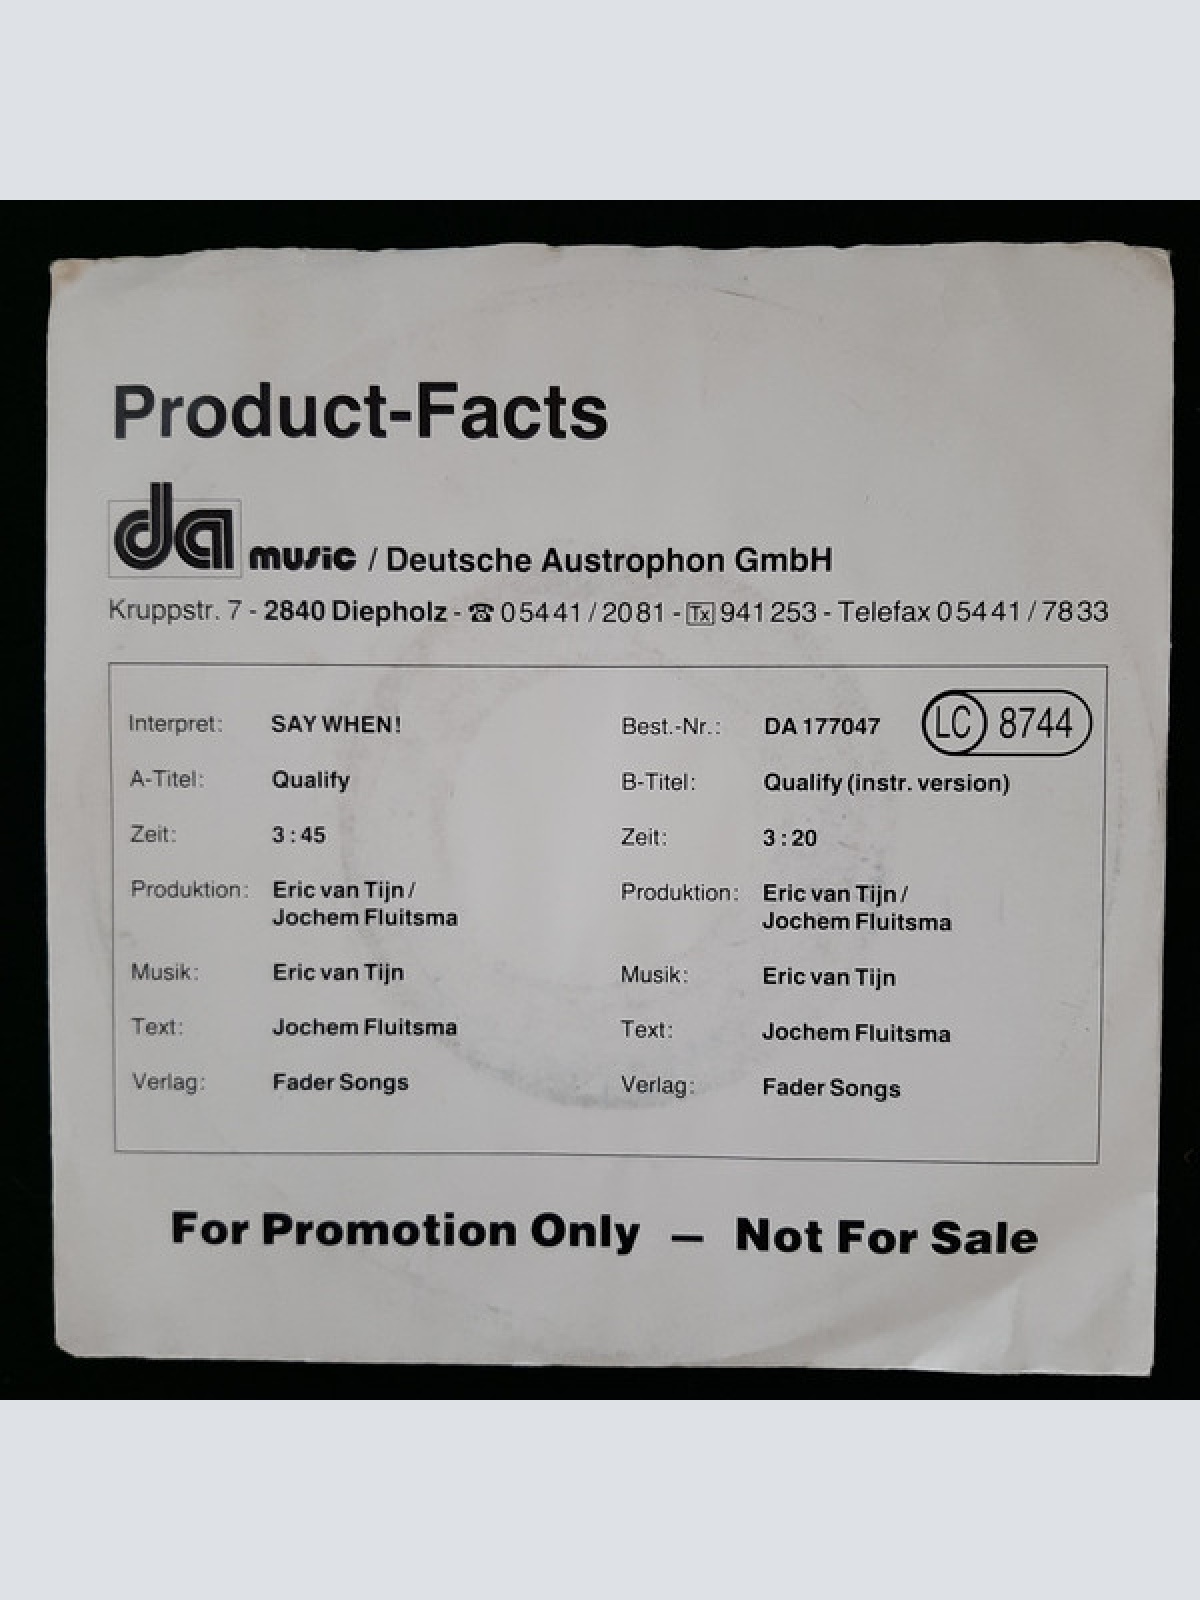 Product-Facts
da music / Deutsche Austrophon GmbH
Kruppstr. 7 - 2840 Diepholz - ☎ 05441/2081 - Tx 941253 - Telefax 05441/7833
Interpret: SAY WHEN! Best.-Nr.: DA 177047 LC 8744
A-Titel: Qualify B-Titel: Qualify (instr. version)
Zeit: 3:45 Zeit: 3:20
Produktion: Eric van Tijn / Produktion: Eric van Tijn /
Jochem Fluitsma Jochem Fluitsma
Musik: Eric van Tijn Musik: Eric van Tijn
Text: Jochem Fluitsma Text: Jochem Fluitsma
Verlag: Fader Songs Verlag: Fader Songs
For Promotion Only – Not For Sale